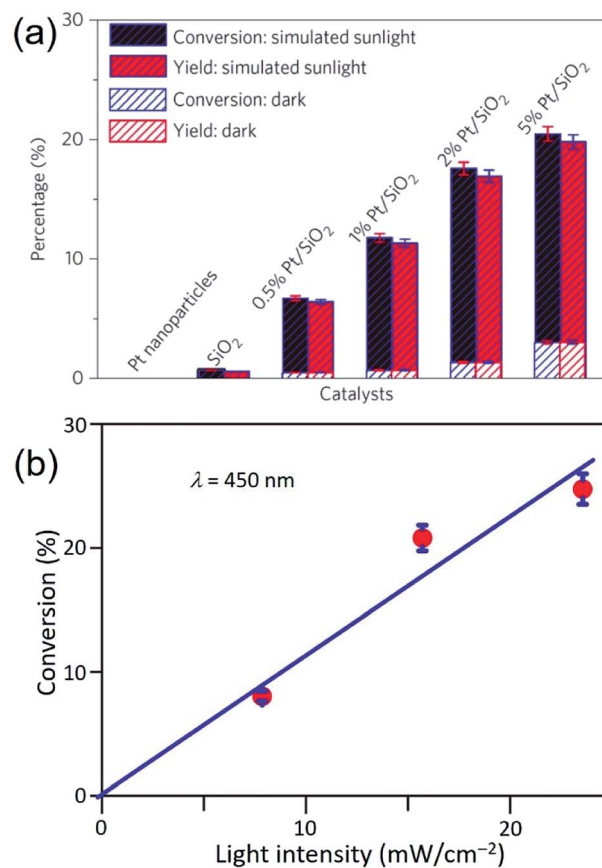 (a)
30
Conversion: simulated sunlight
Yield: simulated sunlight
Conversion: dark
Yield: dark
20
10
0
Percentage (%)
Pt nanoparticles
SiO₂
0.5% Pt/SiO₂
1% Pt/SiO₂
2% Pt/SiO₂
5% Pt/SiO₂
Catalysts
(b)
30
λ = 450 nm
20
10
0
Conversion (%)
0
10
20
Light intensity (mW/cm⁻²)